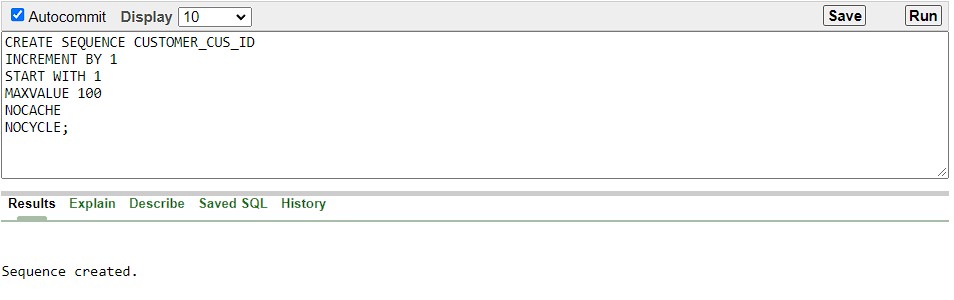 Autocommit Display 10 Save Run
CREATE SEQUENCE CUSTOMER_CUS_ID
INCREMENT BY 1
START WITH 1
MAXVALUE 100
NOCACHE
NOCYCLE;
Results Explain Describe Saved SQL History
Sequence created.